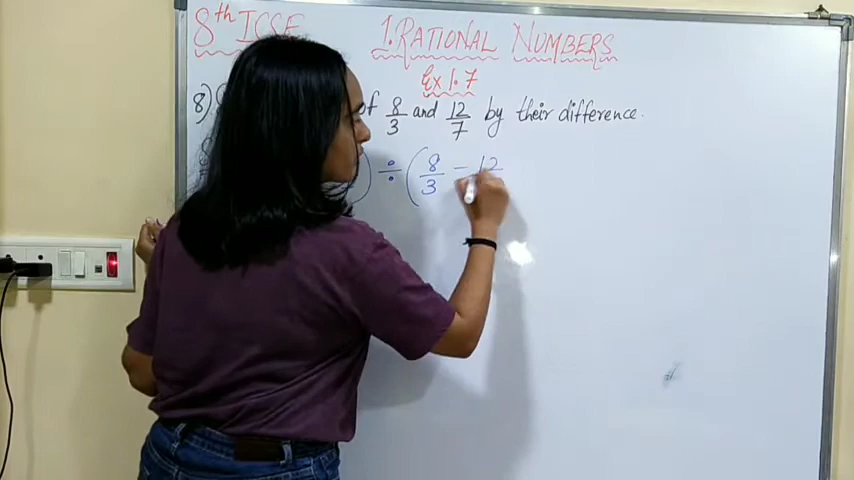 8th ICSE 1. RATIONAL NUMBERS
Ex 1.7
8) of 8/3 and 12/7 by their difference.
) ÷ ( 8/3 - 12